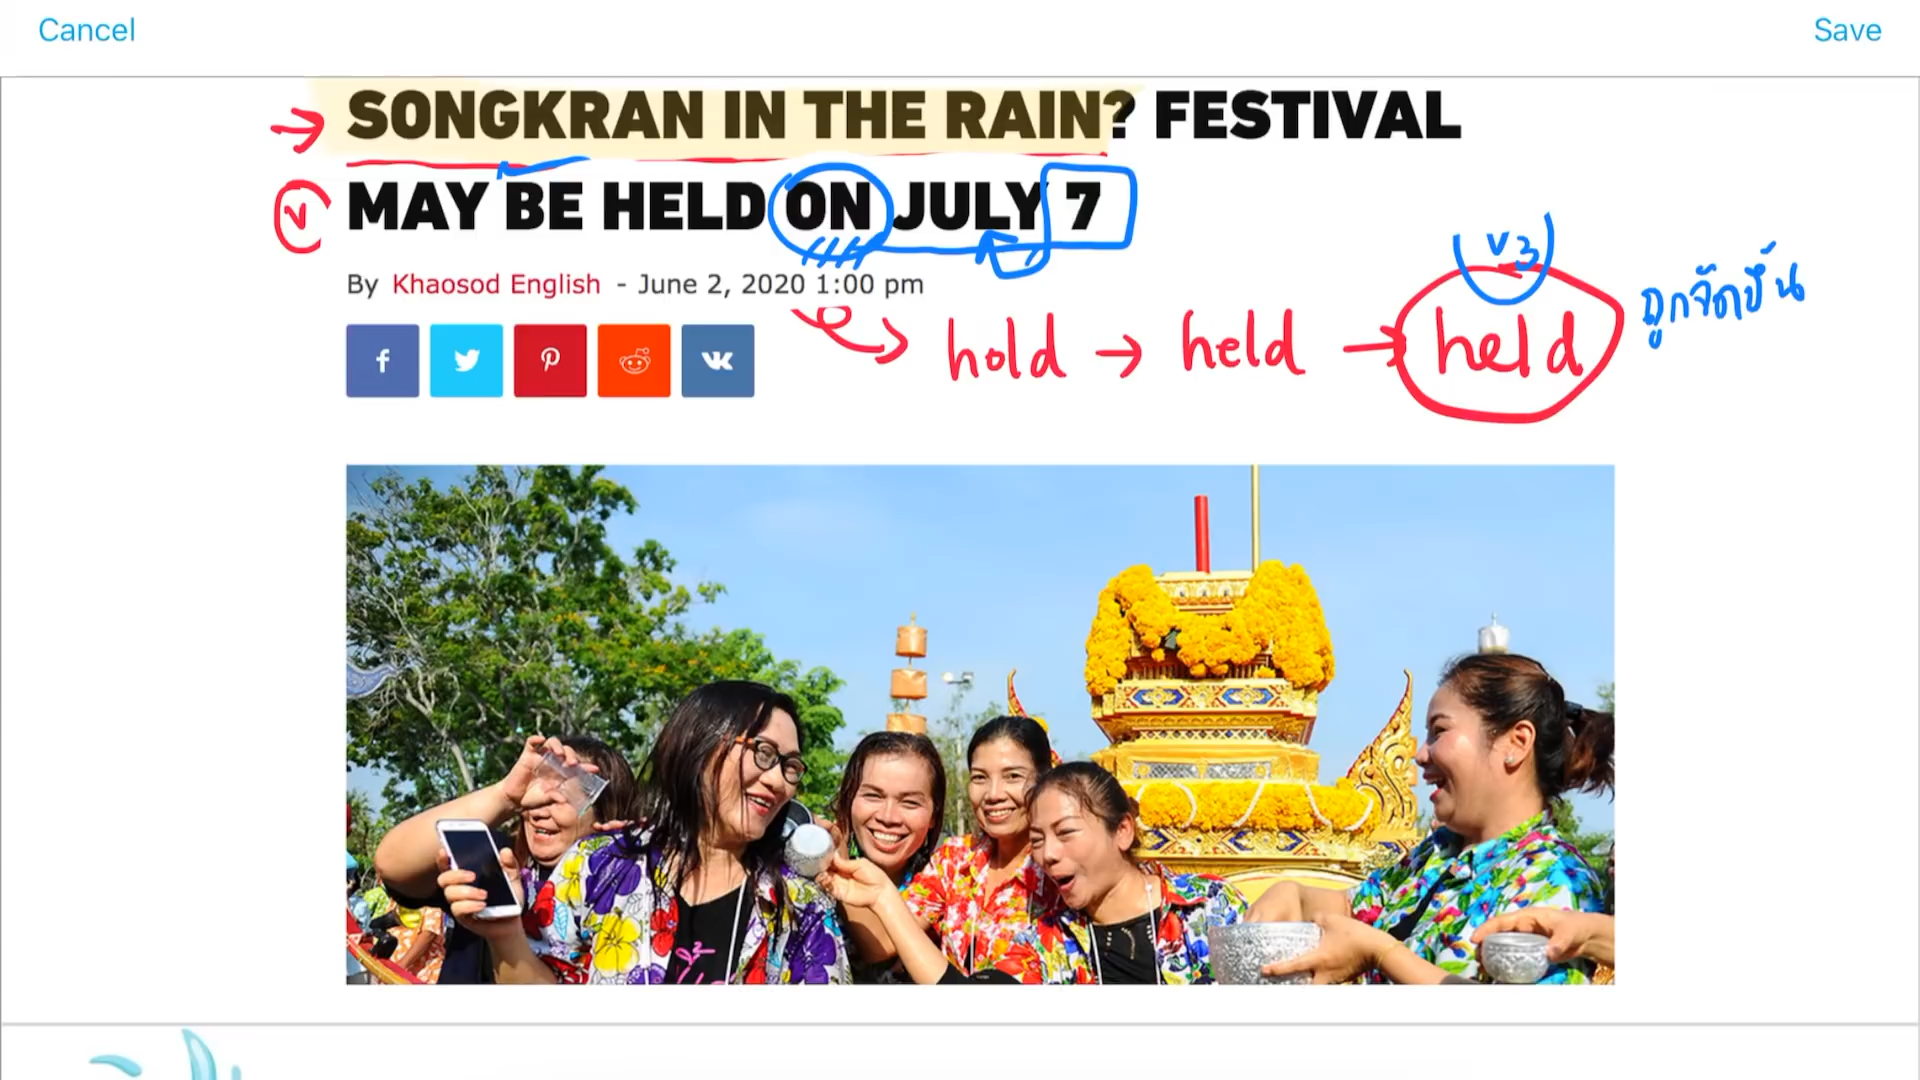 Cancel
Save
SONGKRAN IN THE RAIN? FESTIVAL
MAY BE HELD ON JULY 7
V
By Khaosod English - June 2, 2020 1:00 pm
V3
hold → held → held
ถูกจัดขึ้น